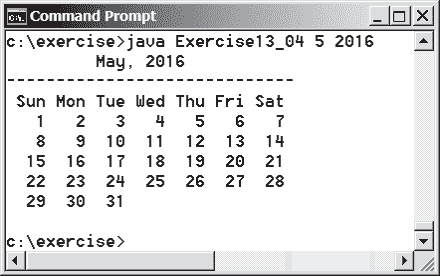 Command Prompt
c:\exercise>java Exercise13_04 5 2016
May, 2016
-----------------------------
Sun Mon Tue Wed Thu Fri Sat
1 2 3 4 5 6 7
8 9 10 11 12 13 14
15 16 17 18 19 20 21
22 23 24 25 26 27 28
29 30 31
c:\exercise>